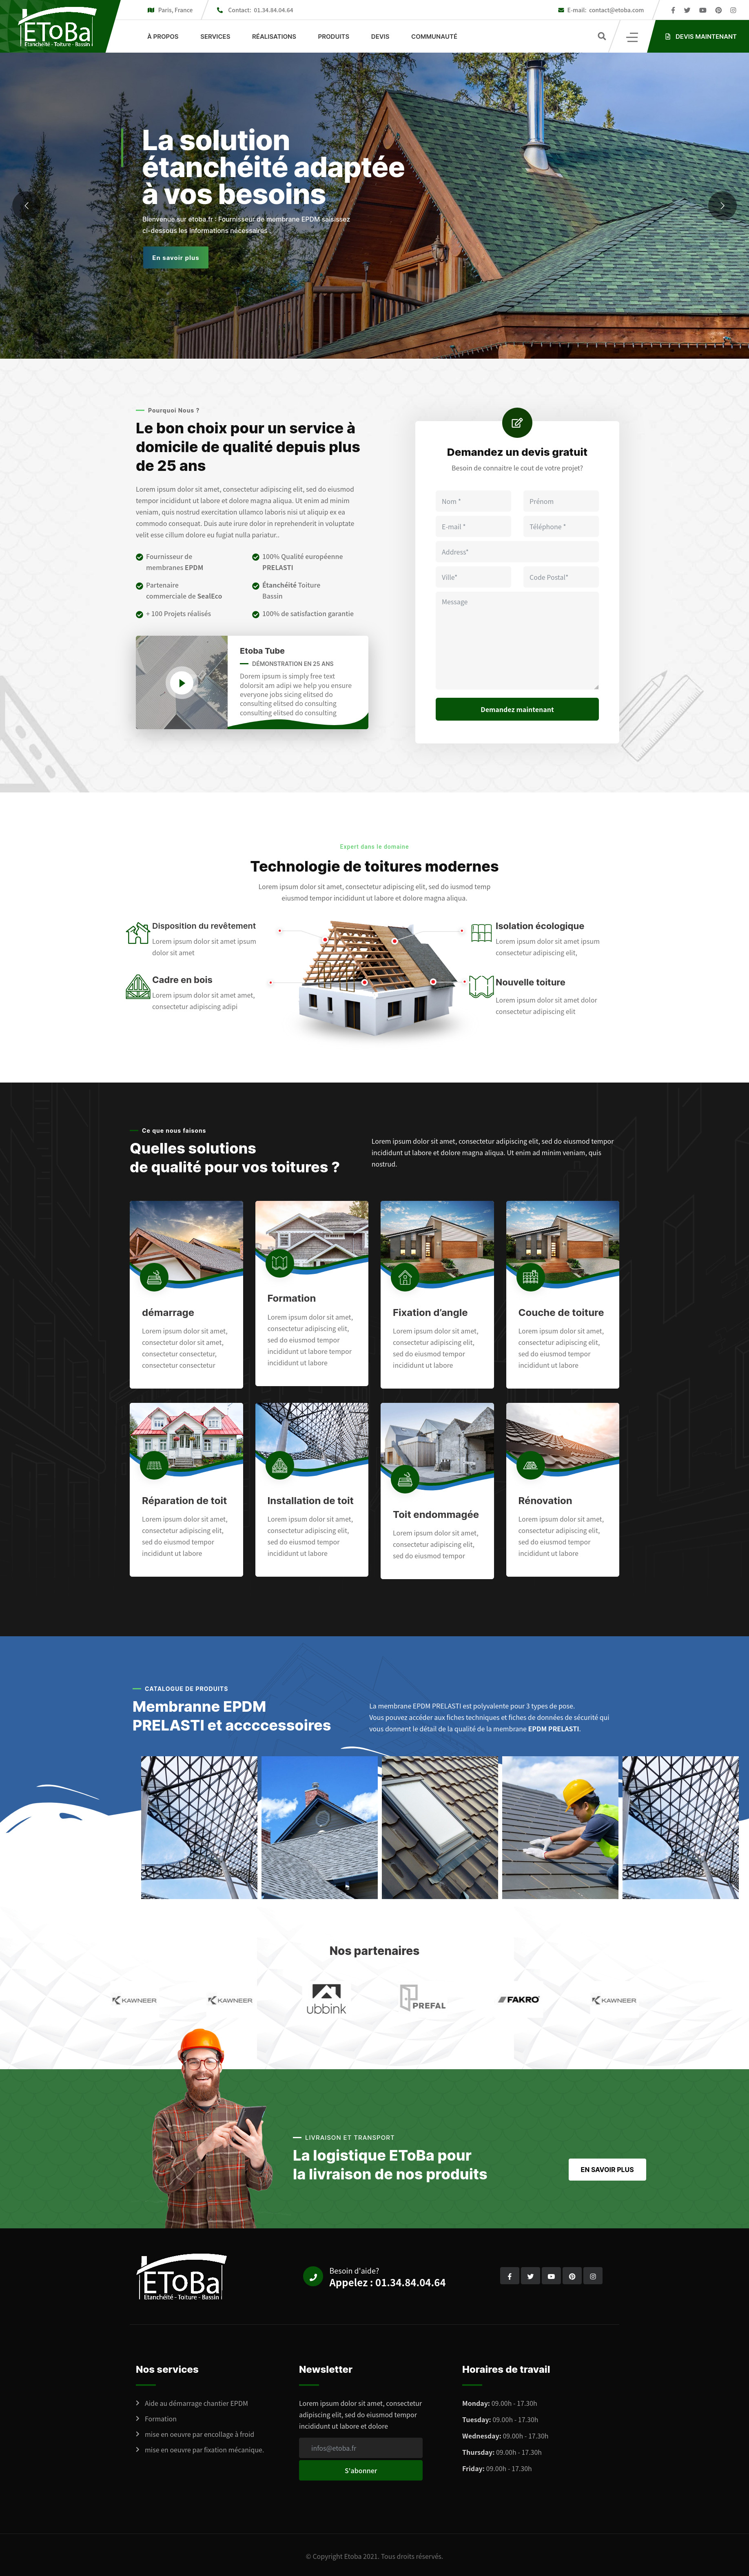 EToBa
Etanchéité - Toiture - Bassin
Paris, France
Contact: 01.34.84.04.64
E-mail: contact@etoba.com
À PROPOS
SERVICES
RÉALISATIONS
PRODUITS
DEVIS
COMMUNAUTÉ
DEVIS MAINTENANT
La solution
étanchéité adaptée
à vos besoins
Bienvenue sur etoba.fr : Fournisseur de membrane EPDM saisissez
ci-dessous les informations nécessaires .
En savoir plus
Pourquoi Nous ?
Le bon choix pour un service à
domicile de qualité depuis plus
de 25 ans
Lorem ipsum dolor sit amet, consectetur adipiscing elit, sed do eiusmod
tempor incididunt ut labore et dolore magna aliqua. Ut enim ad minim
veniam, quis nostrud exercitation ullamco laboris nisi ut aliquip ex ea
commodo consequat. Duis aute irure dolor in reprehenderit in voluptate
velit esse cillum dolore eu fugiat nulla pariatur..
Fournisseur de
membranes EPDM
100% Qualité européenne
PRELASTI
Partenaire
commerciale de SealEco
Étanchéité Toiture
Bassin
+ 100 Projets réalisés
100% de satisfaction garantie
Etoba Tube
DÉMONSTRATION EN 25 ANS
Dorem ipsum is simply free text
dolorsit am adipi we help you ensure
everyone jobs sicing elitsed do
consulting elitsed do consulting
consulting elitsed do consulting
Demandez un devis gratuit
Besoin de connaitre le cout de votre projet?
Nom *
Prénom
E-mail *
Téléphone *
Address*
Ville*
Code Postal*
Message
Demandez maintenant
Expert dans le domaine
Technologie de toitures modernes
Lorem ipsum dolor sit amet, consectetur adipiscing elit, sed do iusmod temp
eiusmod tempor incididunt ut labore et dolore magna aliqua.
Disposition du revêtement
Lorem ipsum dolor sit amet ipsum
dolor sit amet
Cadre en bois
Lorem ipsum dolor sit amet amet,
consectetur adipiscing adipi
Isolation écologique
Lorem ipsum dolor sit amet ipsum
consectetur adipiscing elit,
Nouvelle toiture
Lorem ipsum dolor sit amet dolor
consectetur adipiscing elit
Ce que nous faisons
Quelles solutions
de qualité pour vos toitures ?
Lorem ipsum dolor sit amet, consectetur adipiscing elit, sed do eiusmod tempor
incididunt ut labore et dolore magna aliqua. Ut enim ad minim veniam, quis
nostrud.
démarrage
Lorem ipsum dolor sit amet,
consectetur dolor sit amet,
consectetur consectetur,
consectetur consectetur
Formation
Lorem ipsum dolor sit amet,
consectetur adipiscing elit,
sed do eiusmod tempor
incididunt ut labore tempor
incididunt ut labore
Fixation d'angle
Lorem ipsum dolor sit amet,
consectetur adipiscing elit,
sed do eiusmod tempor
incididunt ut labore
Couche de toiture
Lorem ipsum dolor sit amet,
consectetur adipiscing elit,
sed do eiusmod tempor
incididunt ut labore
Réparation de toit
Lorem ipsum dolor sit amet,
consectetur adipiscing elit,
sed do eiusmod tempor
incididunt ut labore
Installation de toit
Lorem ipsum dolor sit amet,
consectetur adipiscing elit,
sed do eiusmod tempor
incididunt ut labore
Toit endommagée
Lorem ipsum dolor sit amet,
consectetur adipiscing elit,
sed do eiusmod tempor
Rénovation
Lorem ipsum dolor sit amet,
consectetur adipiscing elit,
sed do eiusmod tempor
incididunt ut labore
CATALOGUE DE PRODUITS
Membranne EPDM
PRELASTI et accccessoires
La membrane EPDM PRELASTI est polyvalente pour 3 types de pose.
Vous pouvez accéder aux fiches techniques et fiches de données de sécurité qui
vous donnent le détail de la qualité de la membrane EPDM PRELASTI.
Nos partenaires
KAWNEER
KAWNEER
ubbink
PREFAL
FAKRO
KAWNEER
LIVRAISON ET TRANSPORT
La logistique EToBa pour
la livraison de nos produits
EN SAVOIR PLUS
EToBa
Etanchéité - Toiture - Bassin
Besoin d'aide?
Appelez : 01.34.84.04.64
Nos services
Aide au démarrage chantier EPDM
Formation
mise en oeuvre par encollage à froid
mise en oeuvre par fixation mécanique.
Newsletter
Lorem ipsum dolor sit amet, consectetur
adipiscing elit, sed do eiusmod tempor
incididunt ut labore et dolore
infos@etoba.fr
S'abonner
Horaires de travail
Monday: 09.00h - 17.30h
Tuesday: 09.00h - 17.30h
Wednesday: 09.00h - 17.30h
Thursday: 09.00h - 17.30h
Friday: 09.00h - 17.30h
© Copyright Etoba 2021. Tous droits réservés.